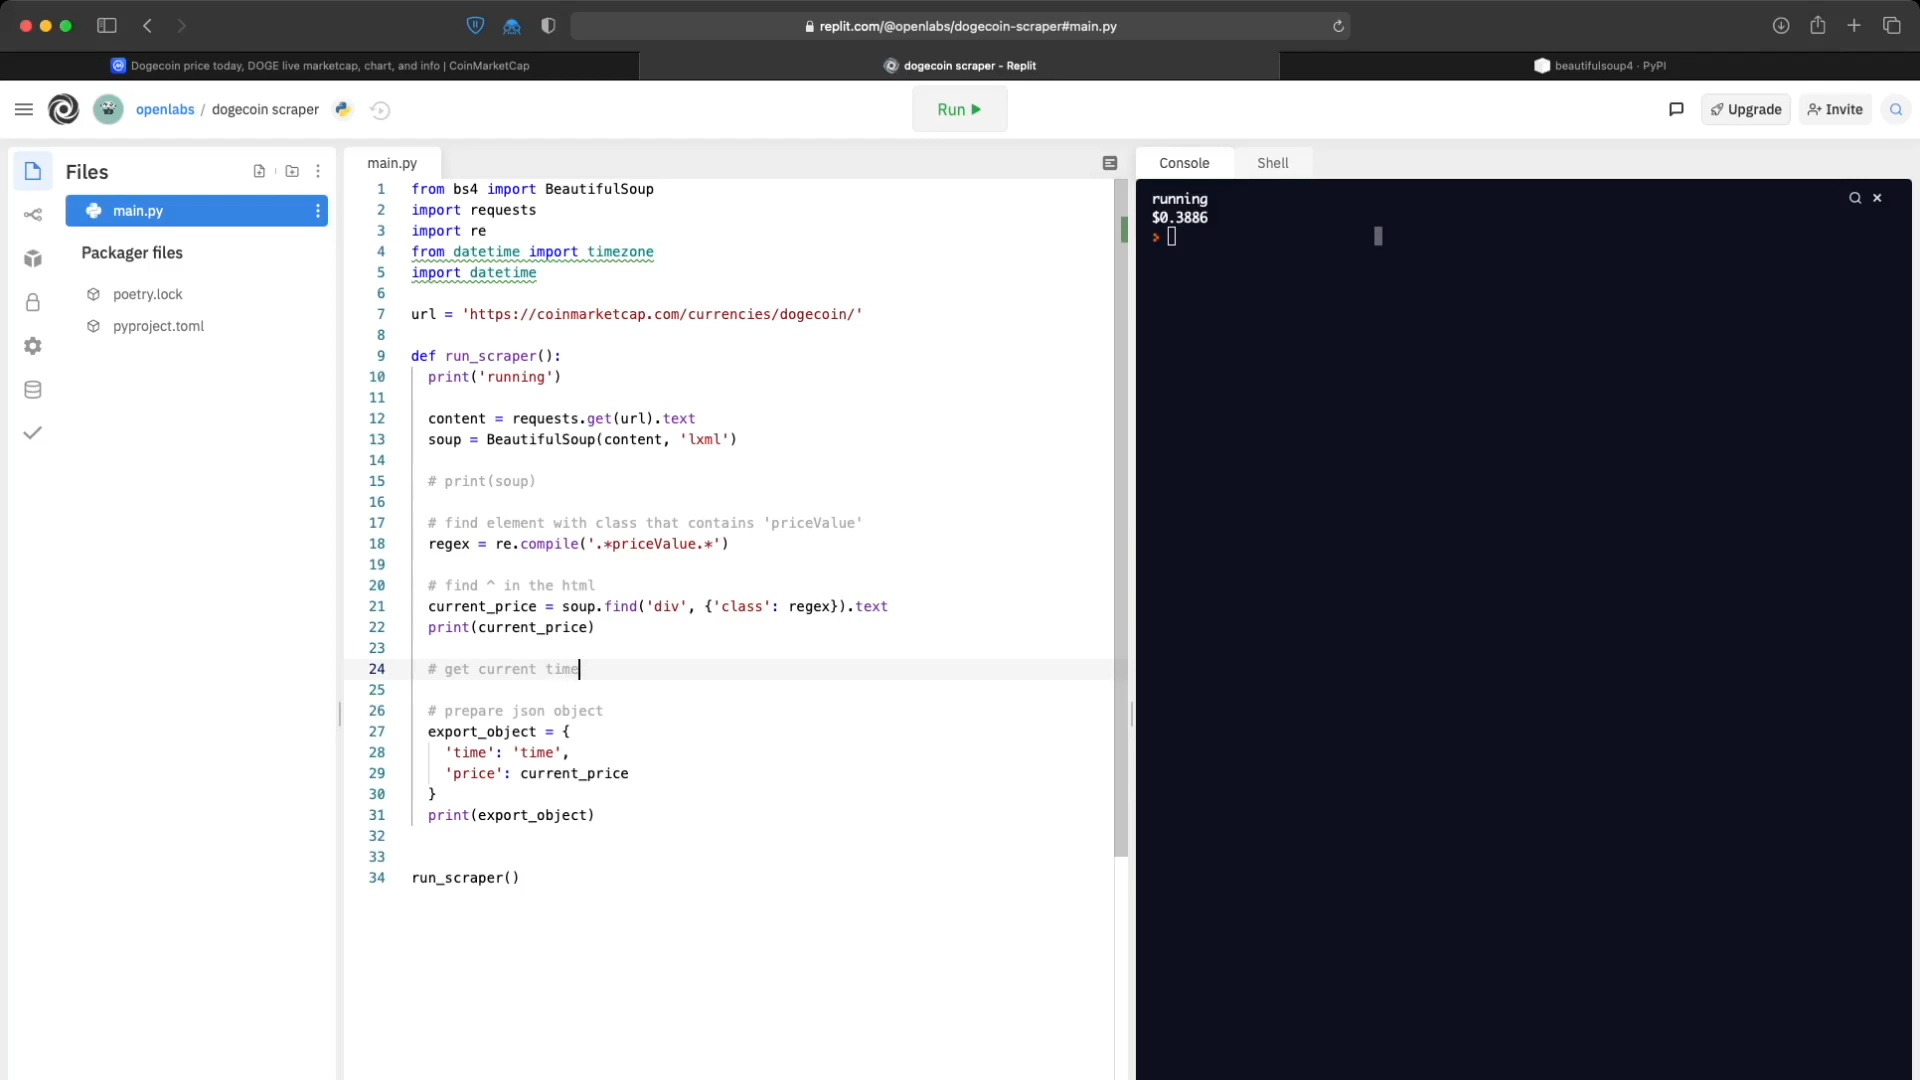 replit.com/@openlabs/dogecoin-scraper#main.py
Dogecoin price today, DOGE live marketcap, chart, and info | CoinMarketCap
dogecoin scraper - Replit
beautifulsoup4 · PyPI
openlabs / dogecoin scraper
Run
Upgrade
Invite
Files
main.py
Packager files
poetry.lock
pyproject.toml
main.py
1 from bs4 import BeautifulSoup
2 import requests
3 import re
4 from datetime import timezone
5 import datetime
6
7 url = 'https://coinmarketcap.com/currencies/dogecoin/'
8
9 def run_scraper():
10 print('running')
11
12 content = requests.get(url).text
13 soup = BeautifulSoup(content, 'lxml')
14
15 # print(soup)
16
17 # find element with class that contains 'priceValue'
18 regex = re.compile('.*priceValue.*')
19
20 # find ^ in the html
21 current_price = soup.find('div', {'class': regex}).text
22 print(current_price)
23
24 # get current time
25
26 # prepare json object
27 export_object = {
28 'time': 'time',
29 'price': current_price
30 }
31 print(export_object)
32
33
34 run_scraper()
Console
Shell
running
$0.3886